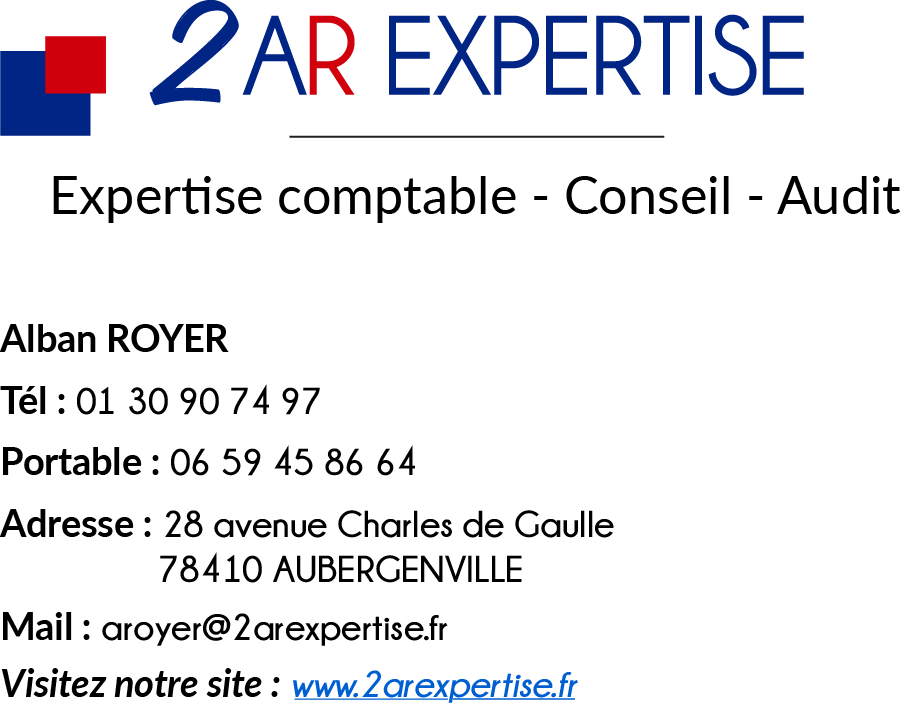 2AR EXPERTISE
Expertise comptable - Conseil - Audit
Alban ROYER
Tél : 01 30 90 74 97
Portable : 06 59 45 86 64
Adresse : 28 avenue Charles de Gaulle
78410 AUBERGENVILLE
Mail : aroyer@2arexpertise.fr
Visitez notre site : www.2arexpertise.fr